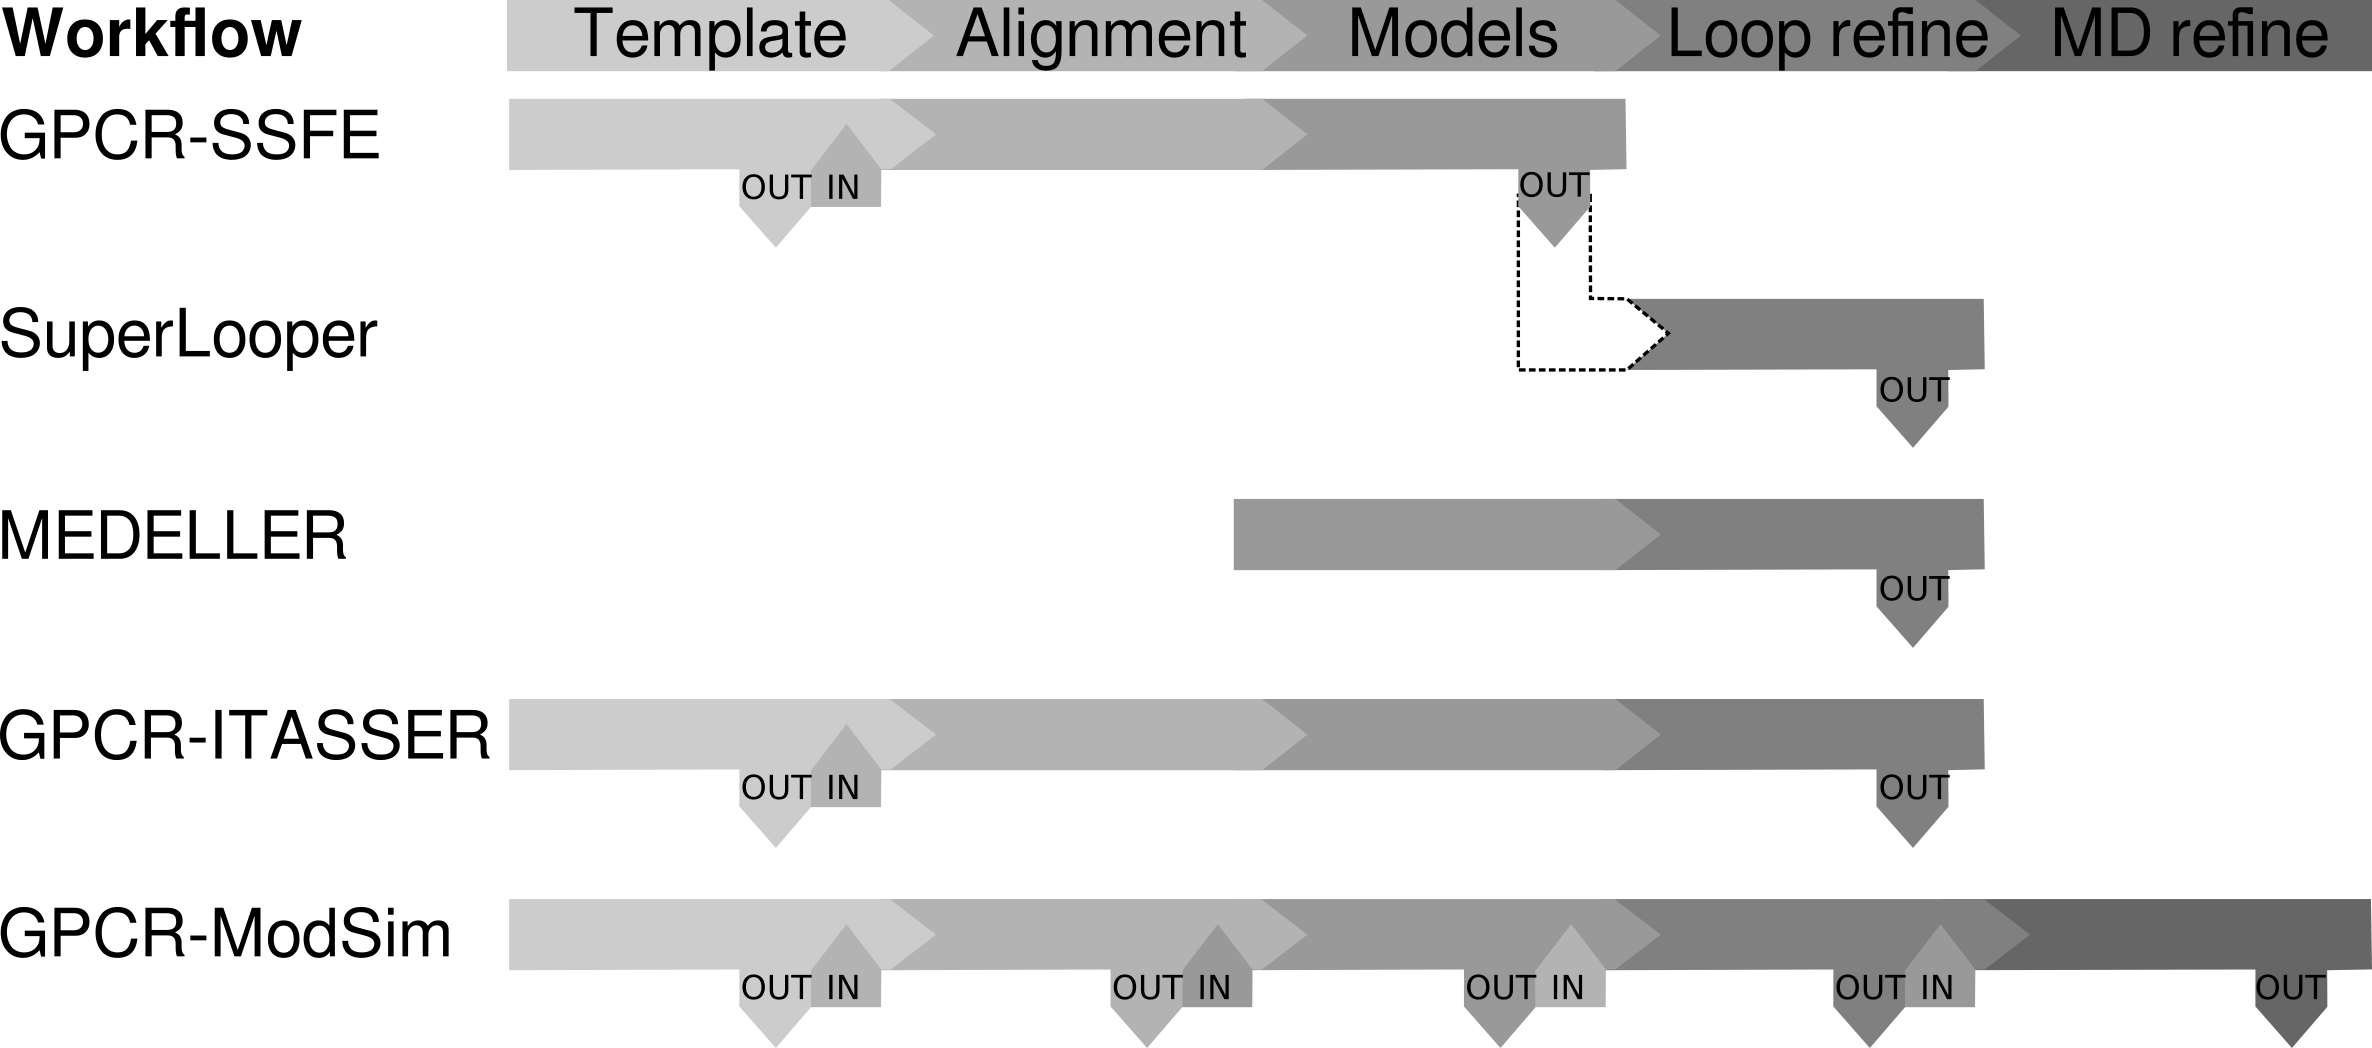 Workflow Template Alignment Models Loop refine MD refine
GPCR-SSFE
OUT IN OUT
SuperLooper
OUT
MEDELLER
OUT
GPCR-ITASSER
OUT IN OUT
GPCR-ModSim
OUT IN OUT IN OUT IN OUT IN OUT